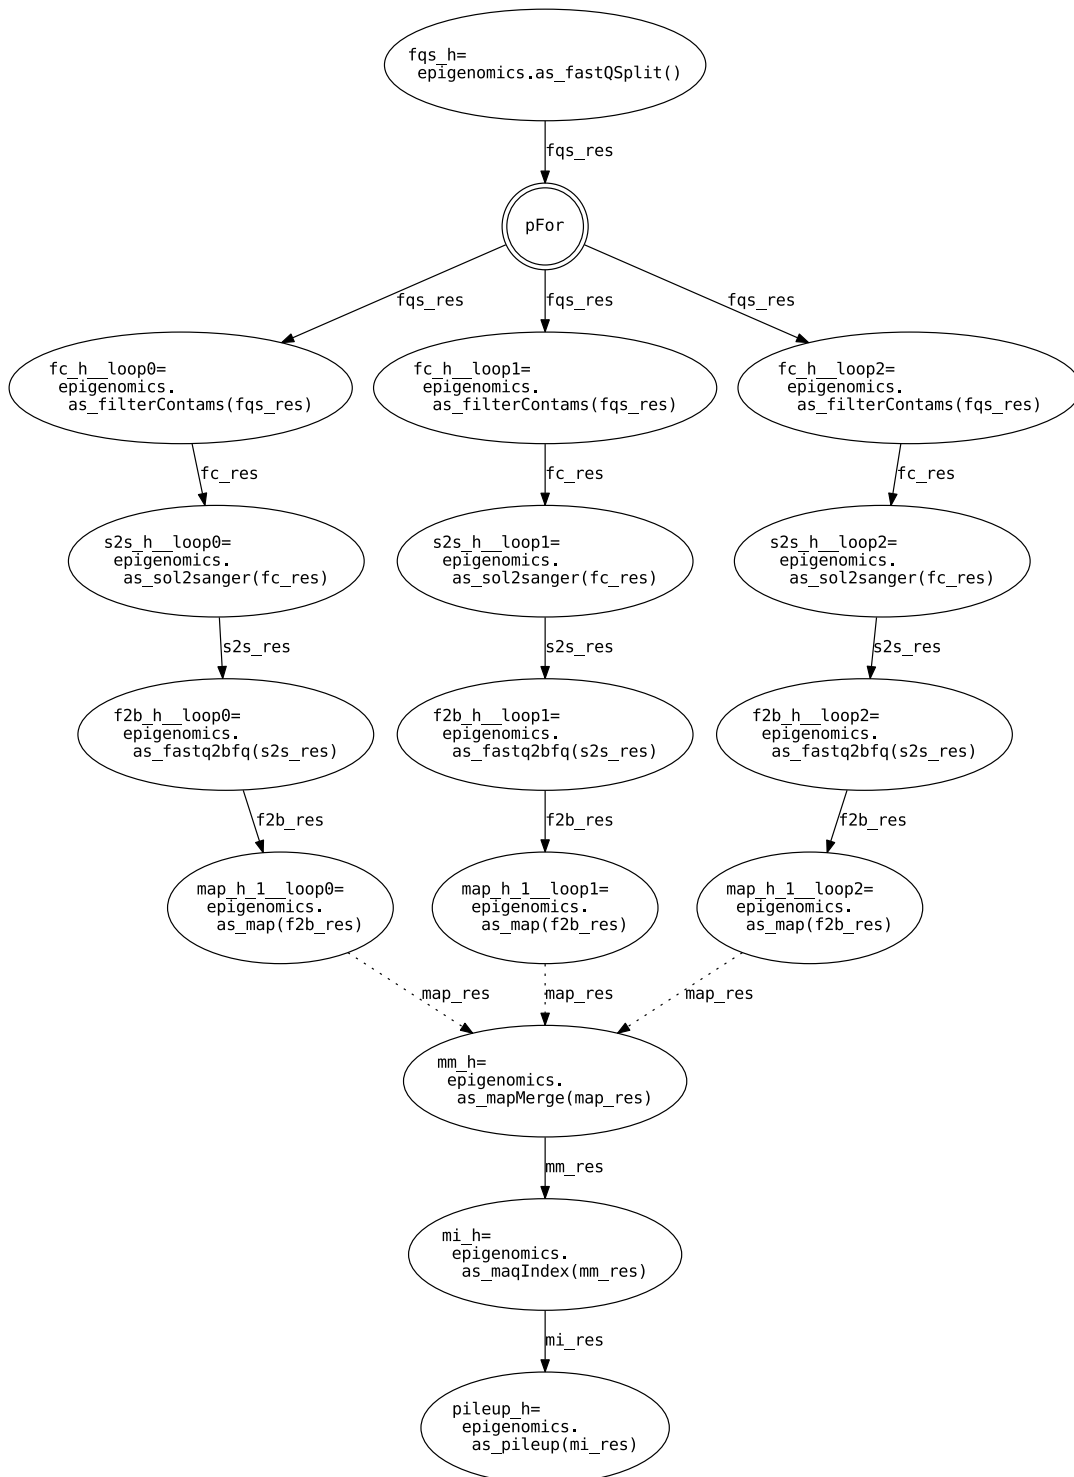 fqs_h=
epigenomics.as_fastQSplit()
fqs_res
pFor
fqs_res
fqs_res
fqs_res
fc_h__loop0=
epigenomics.
as_filterContams(fqs_res)
fc_h__loop1=
epigenomics.
as_filterContams(fqs_res)
fc_h__loop2=
epigenomics.
as_filterContams(fqs_res)
fc_res
fc_res
fc_res
s2s_h__loop0=
epigenomics.
as_sol2sanger(fc_res)
s2s_h__loop1=
epigenomics.
as_sol2sanger(fc_res)
s2s_h__loop2=
epigenomics.
as_sol2sanger(fc_res)
s2s_res
s2s_res
s2s_res
f2b_h__loop0=
epigenomics.
as_fastq2bfq(s2s_res)
f2b_h__loop1=
epigenomics.
as_fastq2bfq(s2s_res)
f2b_h__loop2=
epigenomics.
as_fastq2bfq(s2s_res)
f2b_res
f2b_res
f2b_res
map_h_1__loop0=
epigenomics.
as_map(f2b_res)
map_h_1__loop1=
epigenomics.
as_map(f2b_res)
map_h_1__loop2=
epigenomics.
as_map(f2b_res)
map_res
map_res
map_res
mm_h=
epigenomics.
as_mapMerge(map_res)
mm_res
mi_h=
epigenomics.
as_maqIndex(mm_res)
mi_res
pileup_h=
epigenomics.
as_pileup(mi_res)